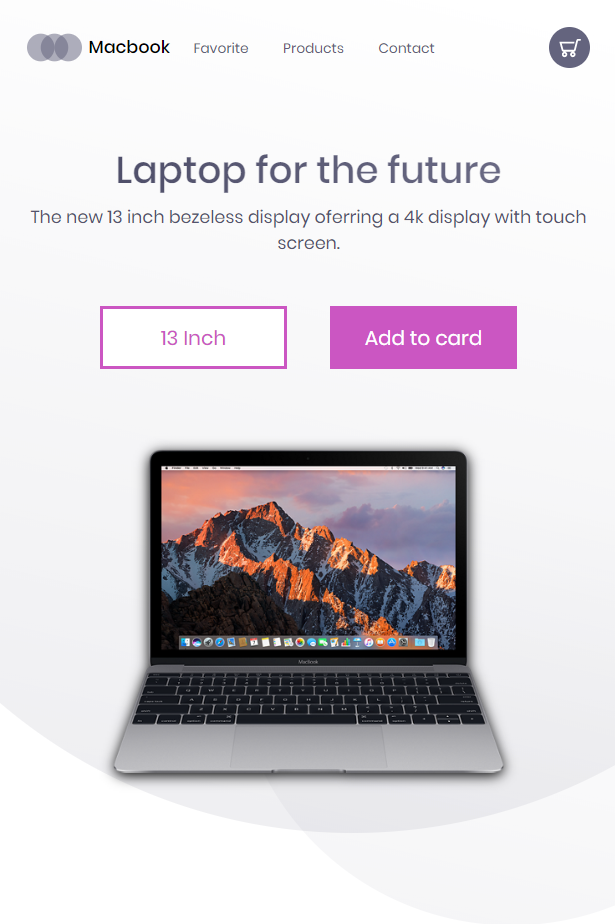 Macbook Favorite Products Contact
Laptop for the future
The new 13 inch bezeless display oferring a 4k display with touch
screen.
13 Inch Add to card
MacBook